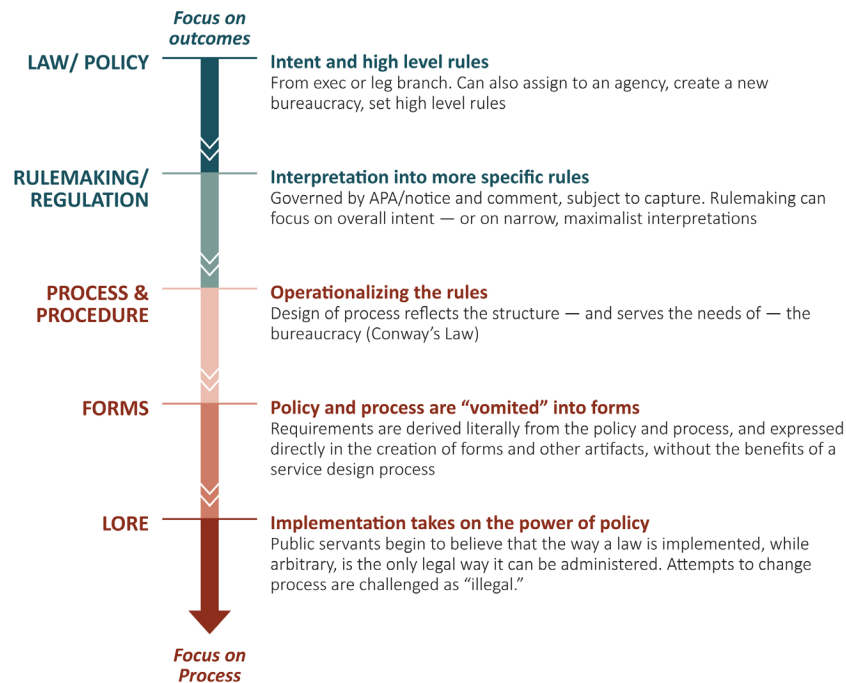 Focus on
outcomes
LAW/ POLICY
Intent and high level rules
From exec or leg branch. Can also assign to an agency, create a new
bureaucracy, set high level rules
RULEMAKING/
REGULATION
Interpretation into more specific rules
Governed by APA/notice and comment, subject to capture. Rulemaking can
focus on overall intent — or on narrow, maximalist interpretations
PROCESS &
PROCEDURE
Operationalizing the rules
Design of process reflects the structure — and serves the needs of — the
bureaucracy (Conway’s Law)
FORMS
Policy and process are “vomited” into forms
Requirements are derived literally from the policy and process, and expressed
directly in the creation of forms and other artifacts, without the benefits of a
service design process
LORE
Implementation takes on the power of policy
Public servants begin to believe that the way a law is implemented, while
arbitrary, is the only legal way it can be administered. Attempts to change
process are challenged as “illegal.”
Focus on
Process